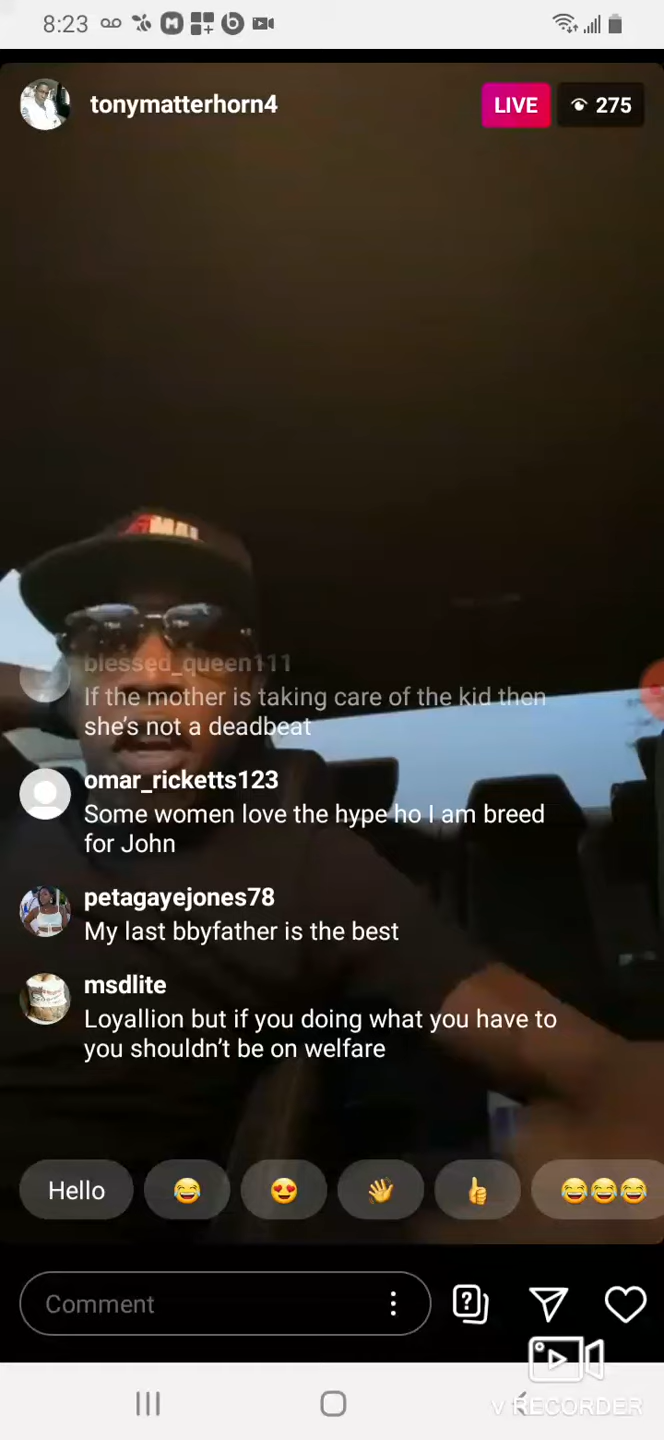 8:23
tonymatterhorn4
LIVE
275
blessed_queen111
If the mother is taking care of the kid then
she's not a deadbeat
omar_ricketts123
Some women love the hype ho I am breed
for John
petagayejones78
My last bbyfather is the best
msdlite
Loyallion but if you doing what you have to
you shouldn't be on welfare
Hello 😂 😍 👋 👍 😂😂😂
Comment
V RECORDER